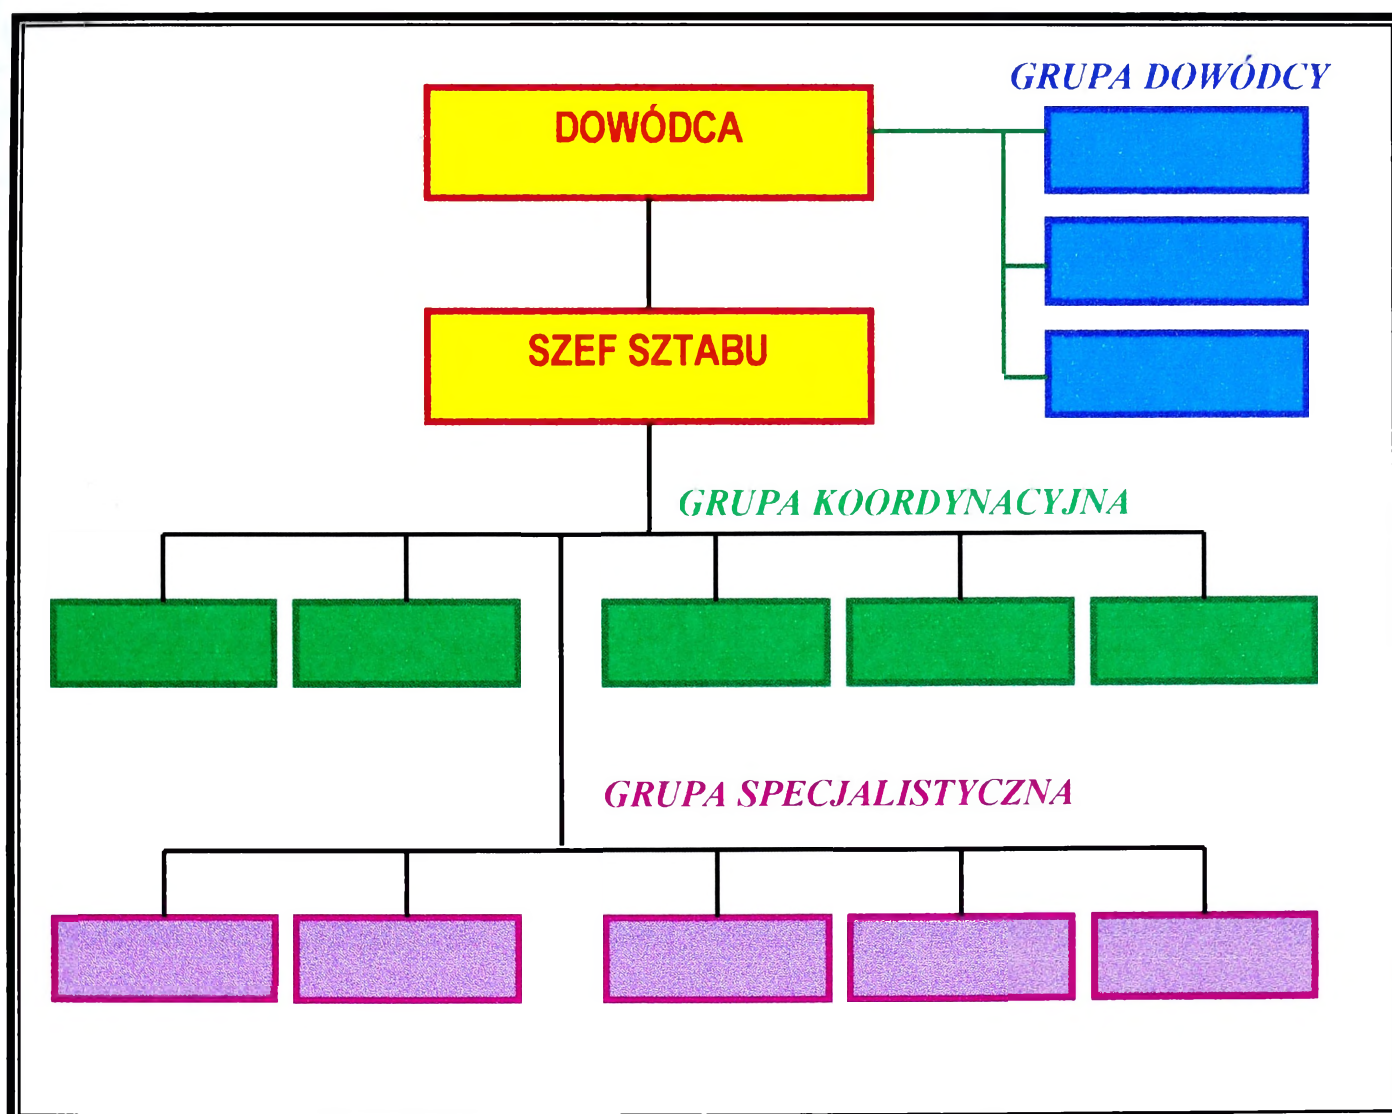 GRUPA DOWÓDCY
DOWÓDCA
SZEF SZTABU
GRUPA KOORDYNACYJNA
GRUPA SPECJALISTYCZNA